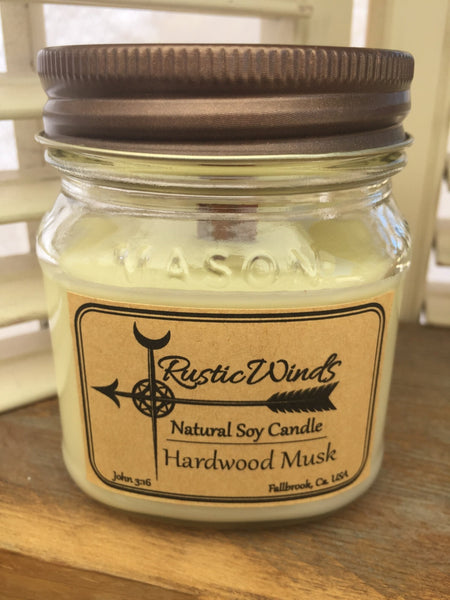 MASON
RusticWinds
Natural Soy Candle
Hardwood Musk
John 3:16
Fallbrook, Ca. USA